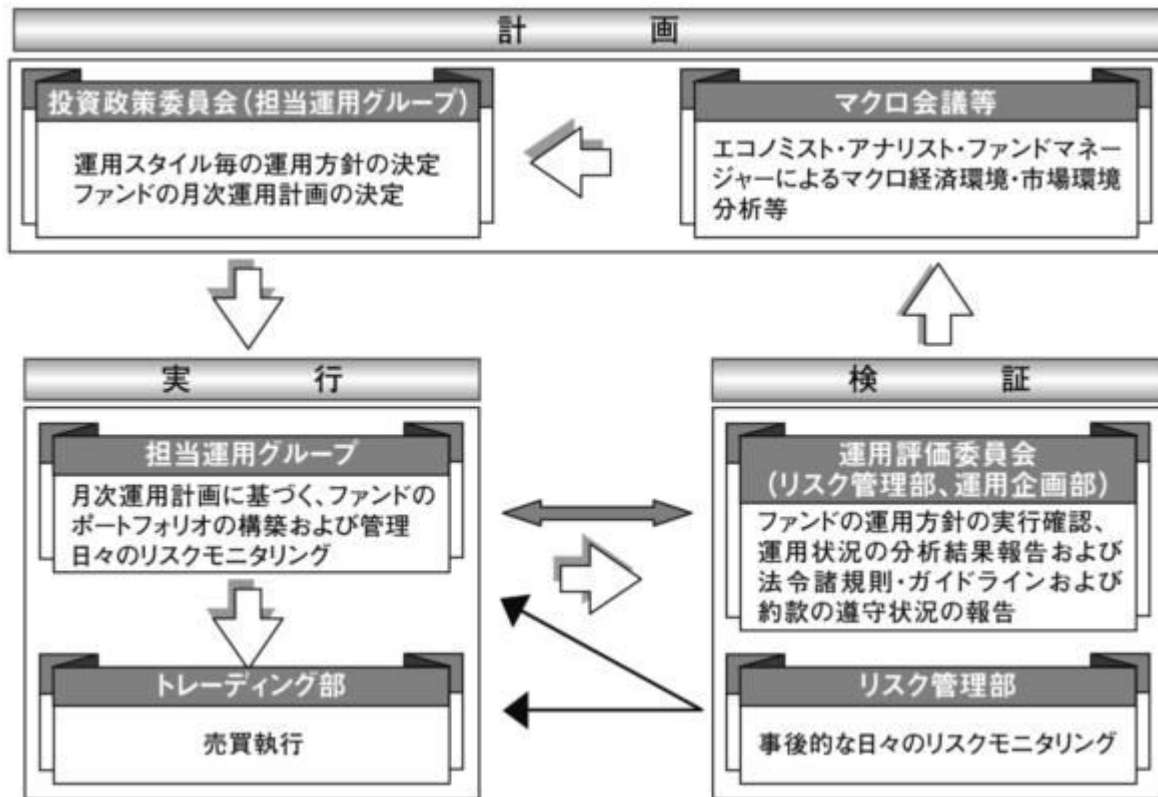 計画
投資政策委員会（担当運用グループ）
運用スタイル毎の運用方針の決定
ファンドの月次運用計画の決定
マクロ会議等
エコノミスト・アナリスト・ファンドマネー
ジャーによるマクロ経済環境・市場環境
分析等
実行
担当運用グループ
月次運用計画に基づく、ファンドの
ポートフォリオの構築および管理
日々のリスクモニタリング
トレーディング部
売買執行
検証
運用評価委員会
（リスク管理部、運用企画部）
ファンドの運用方針の実行確認、
運用状況の分析結果報告および
法令諸規則・ガイドラインおよび
約款の遵守状況の報告
リスク管理部
事後的な日々のリスクモニタリング